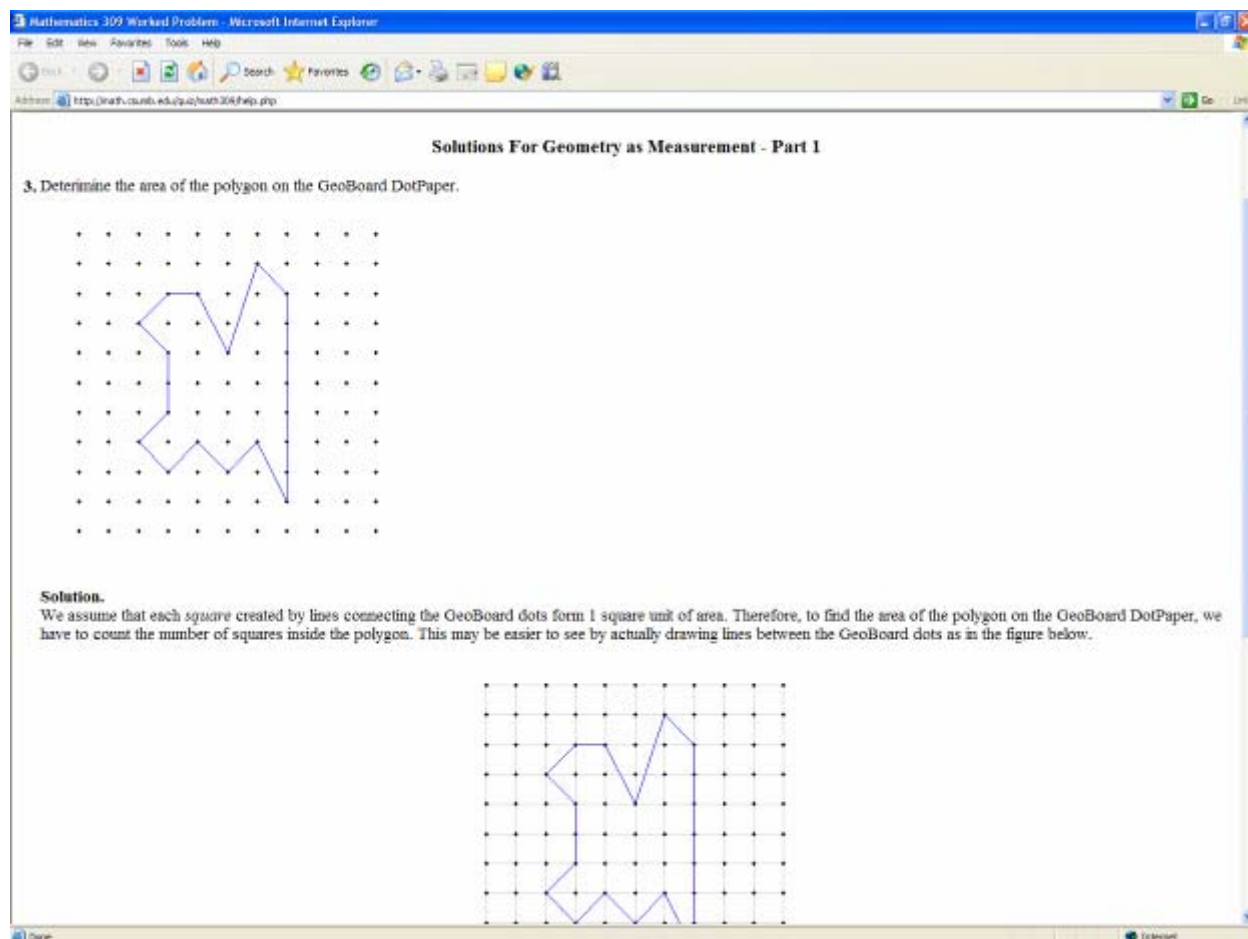 Mathematics 309 Worked Problem - Microsoft Internet Explorer
File Edit View Favorites Tools Help
Back Search Favorites
Address Go
Solutions For Geometry as Measurement - Part 1
3. Deterimine the area of the polygon on the GeoBoard DotPaper.
Solution.
We assume that each square created by lines connecting the GeoBoard dots form 1 square unit of area. Therefore, to find the area of the polygon on the GeoBoard DotPaper, we
have to count the number of squares inside the polygon. This may be easier to see by actually drawing lines between the GeoBoard dots as in the figure below.
Done Internet